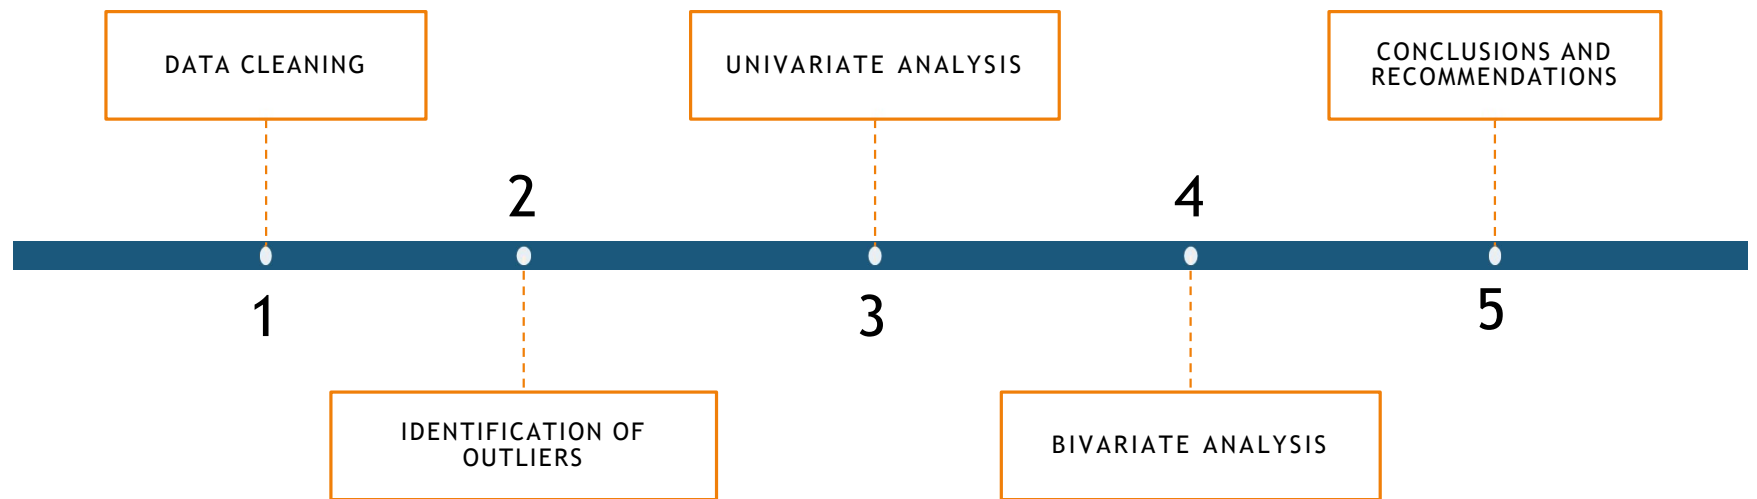 DATA CLEANING
UNIVARIATE ANALYSIS
CONCLUSIONS AND
RECOMMENDATIONS
2
4
1
3
5
IDENTIFICATION OF
OUTLIERS
BIVARIATE ANALYSIS